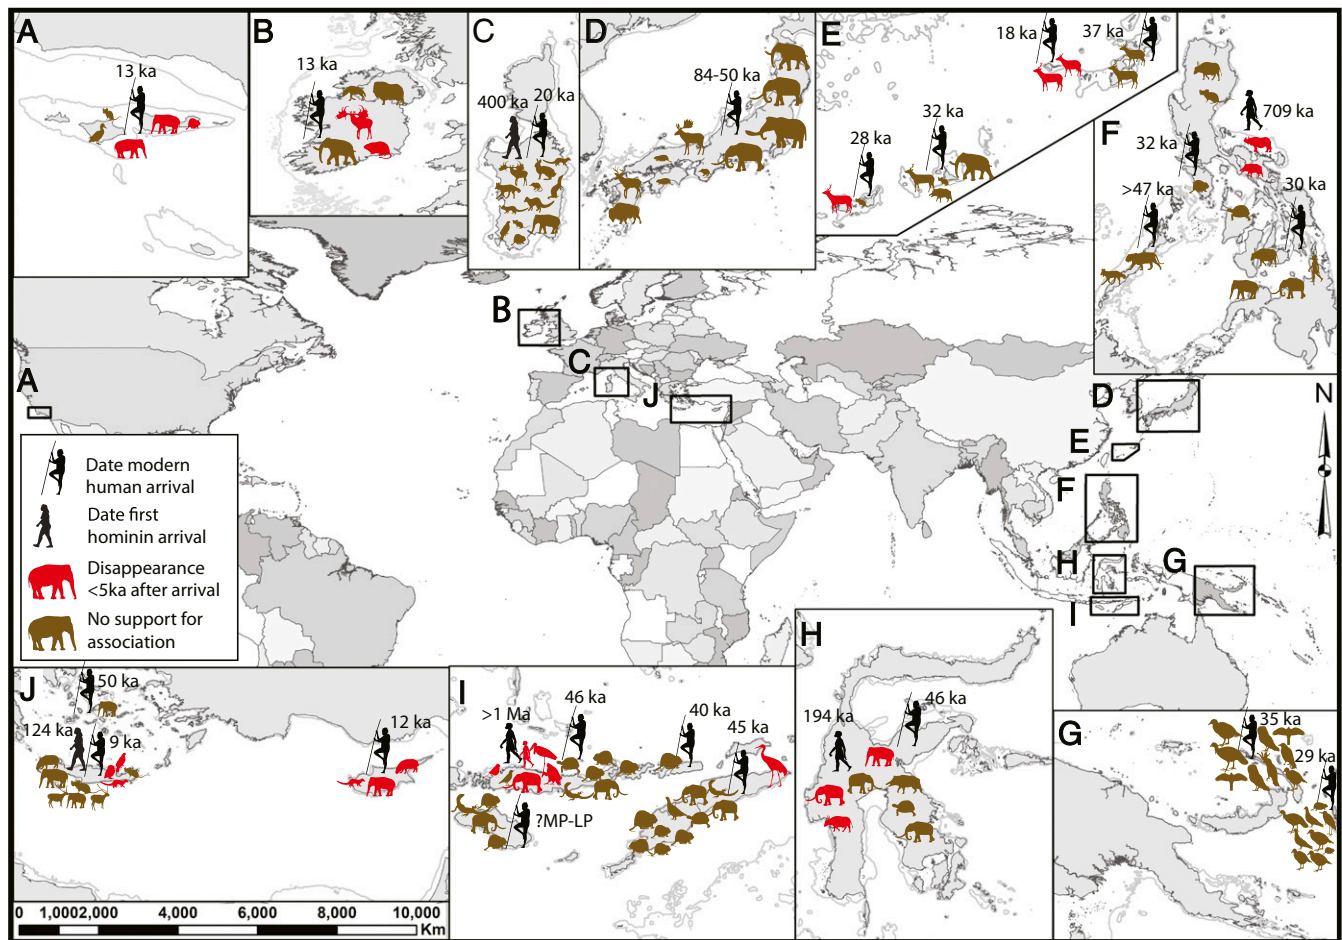 A
13 ka
B
13 ka
C
400 ka
20 ka
D
84-50 ka
E
18 ka
37 ka
28 ka
32 ka
F
709 ka
32 ka
>47 ka
30 ka
A
B
C
J
D
E
F
H
G
I
N
Date modern
human arrival
Date first
hominin arrival
Disappearance
<5ka after arrival
No support for
association
J
50 ka
124 ka
9 ka
12 ka
I
>1 Ma
46 ka
40 ka
45 ka
?MP-LP
H
194 ka
46 ka
G
35 ka
29 ka
0 1,000 2,000 4,000 6,000 8,000 10,000
Km